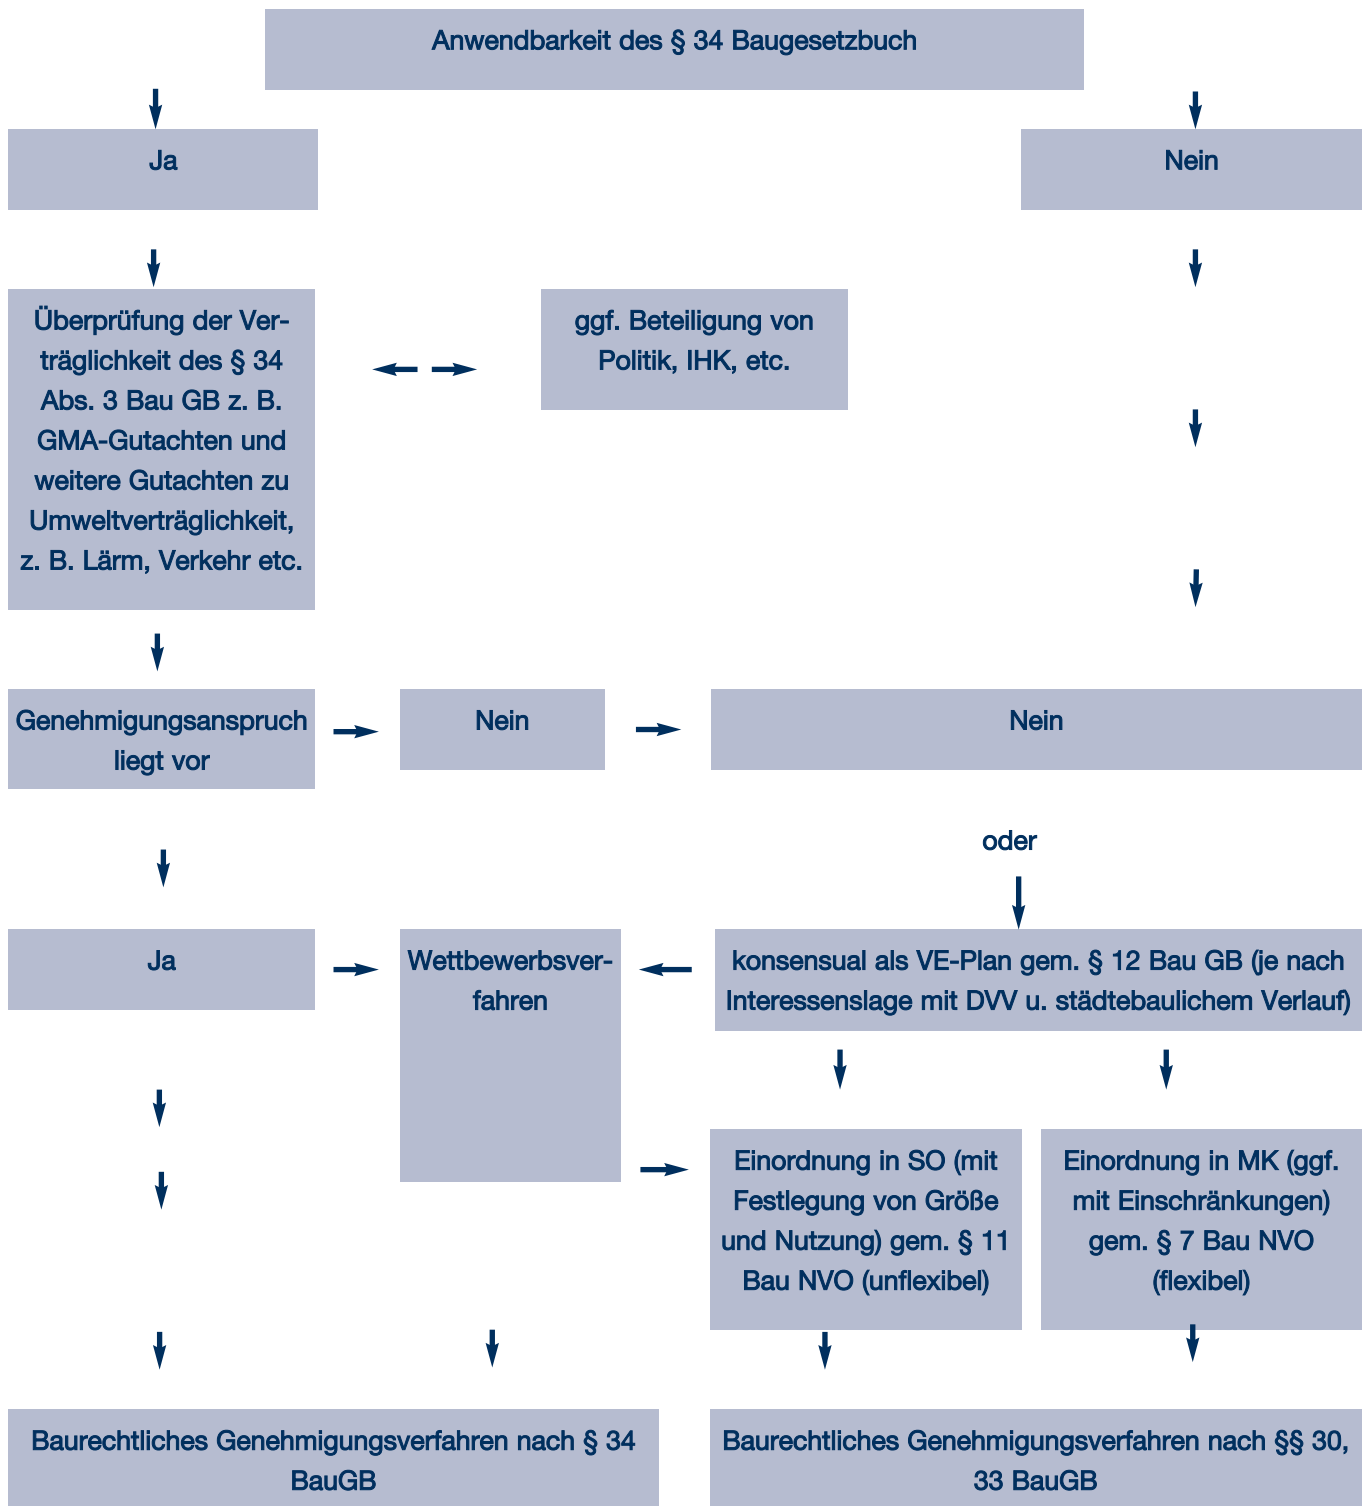 Anwendbarkeit des § 34 Baugesetzbuch
Ja
Nein
Überprüfung der Ver-
träglichkeit des § 34
Abs. 3 Bau GB z. B.
GMA-Gutachten und
weitere Gutachten zu
Umweltverträglichkeit,
z. B. Lärm, Verkehr etc.
ggf. Beteiligung von
Politik, IHK, etc.
Genehmigungsanspruch
liegt vor
Nein
Nein
oder
Ja
Wettbewerbsver-
fahren
konsensual als VE-Plan gem. § 12 Bau GB (je nach
Interessenslage mit DVV u. städtebaulichem Verlauf)
Einordnung in SO (mit
Festlegung von Größe
und Nutzung) gem. § 11
Bau NVO (unflexibel)
Einordnung in MK (ggf.
mit Einschränkungen)
gem. § 7 Bau NVO
(flexibel)
Baurechtliches Genehmigungsverfahren nach § 34
BauGB
Baurechtliches Genehmigungsverfahren nach §§ 30,
33 BauGB